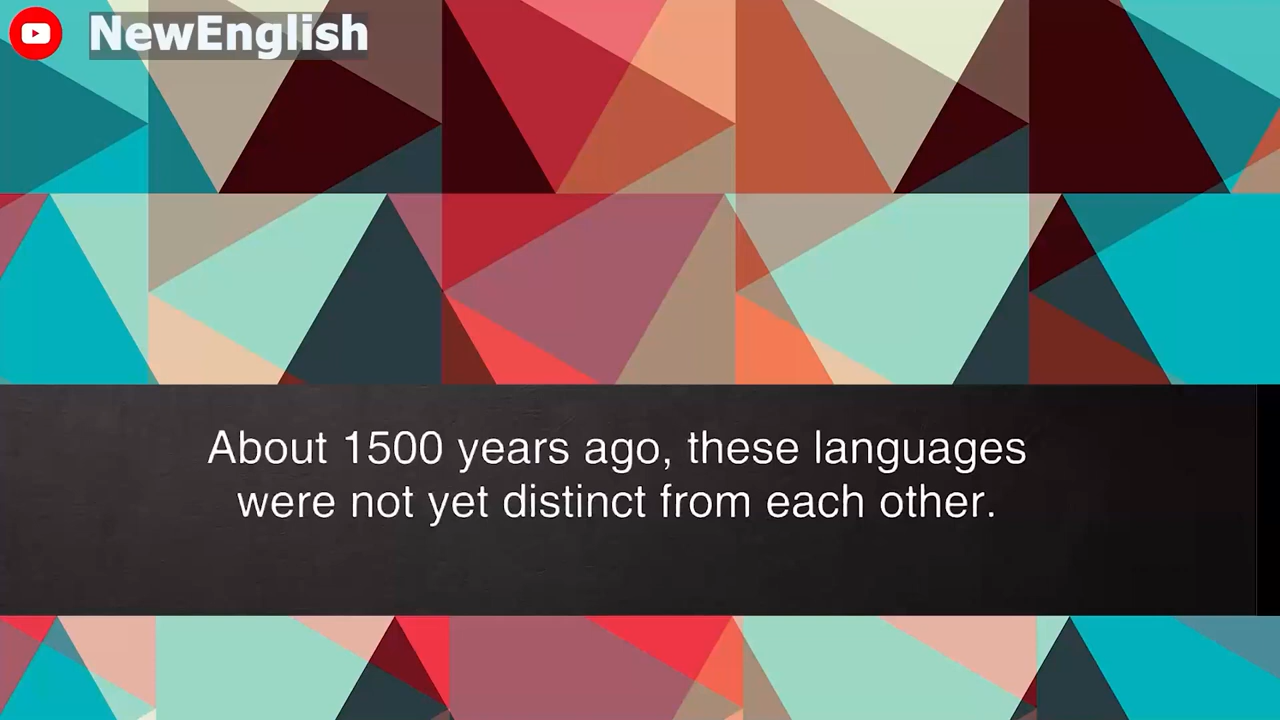 NewEnglish
About 1500 years ago, these languages
were not yet distinct from each other.